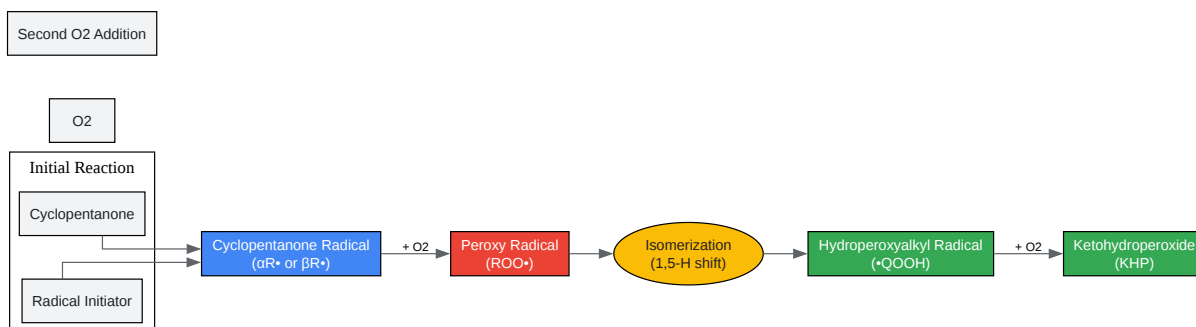 Second O2 Addition
O2
Initial Reaction
Cyclopentanone
Radical Initiator
Cyclopentanone Radical
(αR• or βR•)
+ O2
Peroxy Radical
(ROO•)
Isomerization
(1,5-H shift)
Hydroperoxyalkyl Radical
(•QOOH)
+ O2
Ketohydroperoxide
(KHP)